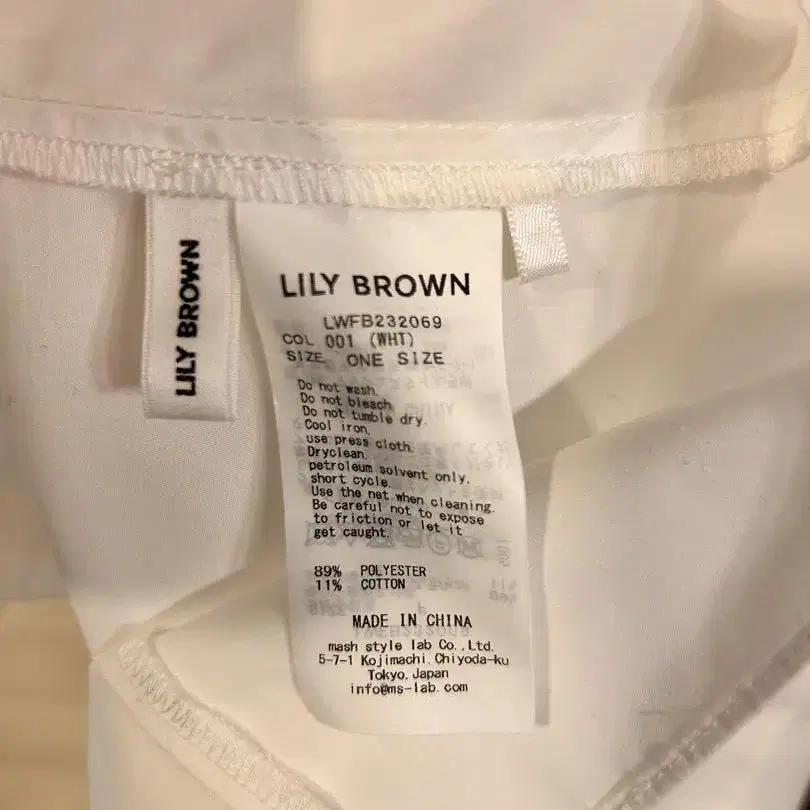 LILY BROWN
LILY BROWN
LWFB232069
COL 001 (WHT)
SIZE ONE SIZE
Do not wash.
Do not bleach.
Do not tumble dry.
Cool iron.
use press cloth.
Dryclean.
petroleum solvent only.
short cycle.
Use the net when cleaning.
Be careful not to expose
to friction or let it
get caught.
89% POLYESTER
11% COTTON
MADE IN CHINA
mash style lab Co.,Ltd.
5-7-1 Kojimachi,Chiyoda-ku
Tokyo,Japan
info@ms-lab.com